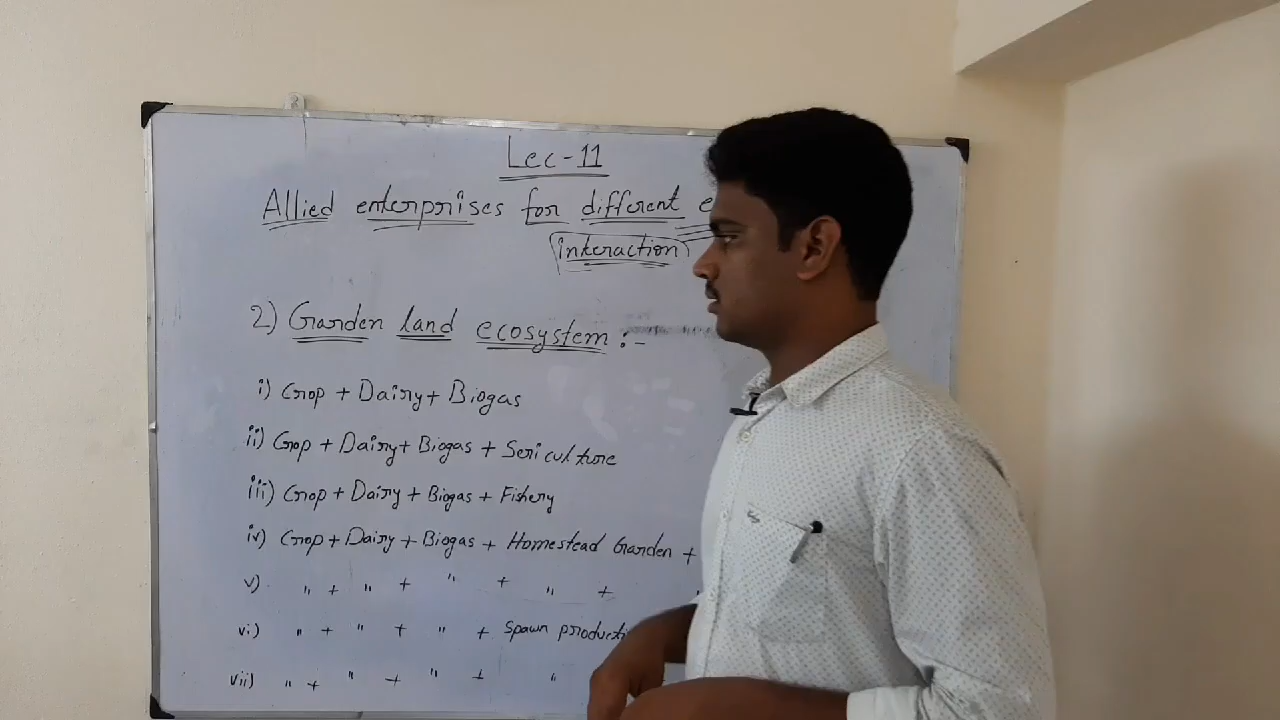 Lec-11
Allied enterprises for different
interaction
2) Garden land ecosystem :-
i) Crop + Dairy + Biogas
ii) Crop + Dairy + Biogas + Sericulture
iii) Crop + Dairy + Biogas + Fishery
iv) Crop + Dairy + Biogas + Homestead Garden +
v) " + " + " + " + "
vi) " + " + " + Spawn
vii) " + " + " + "